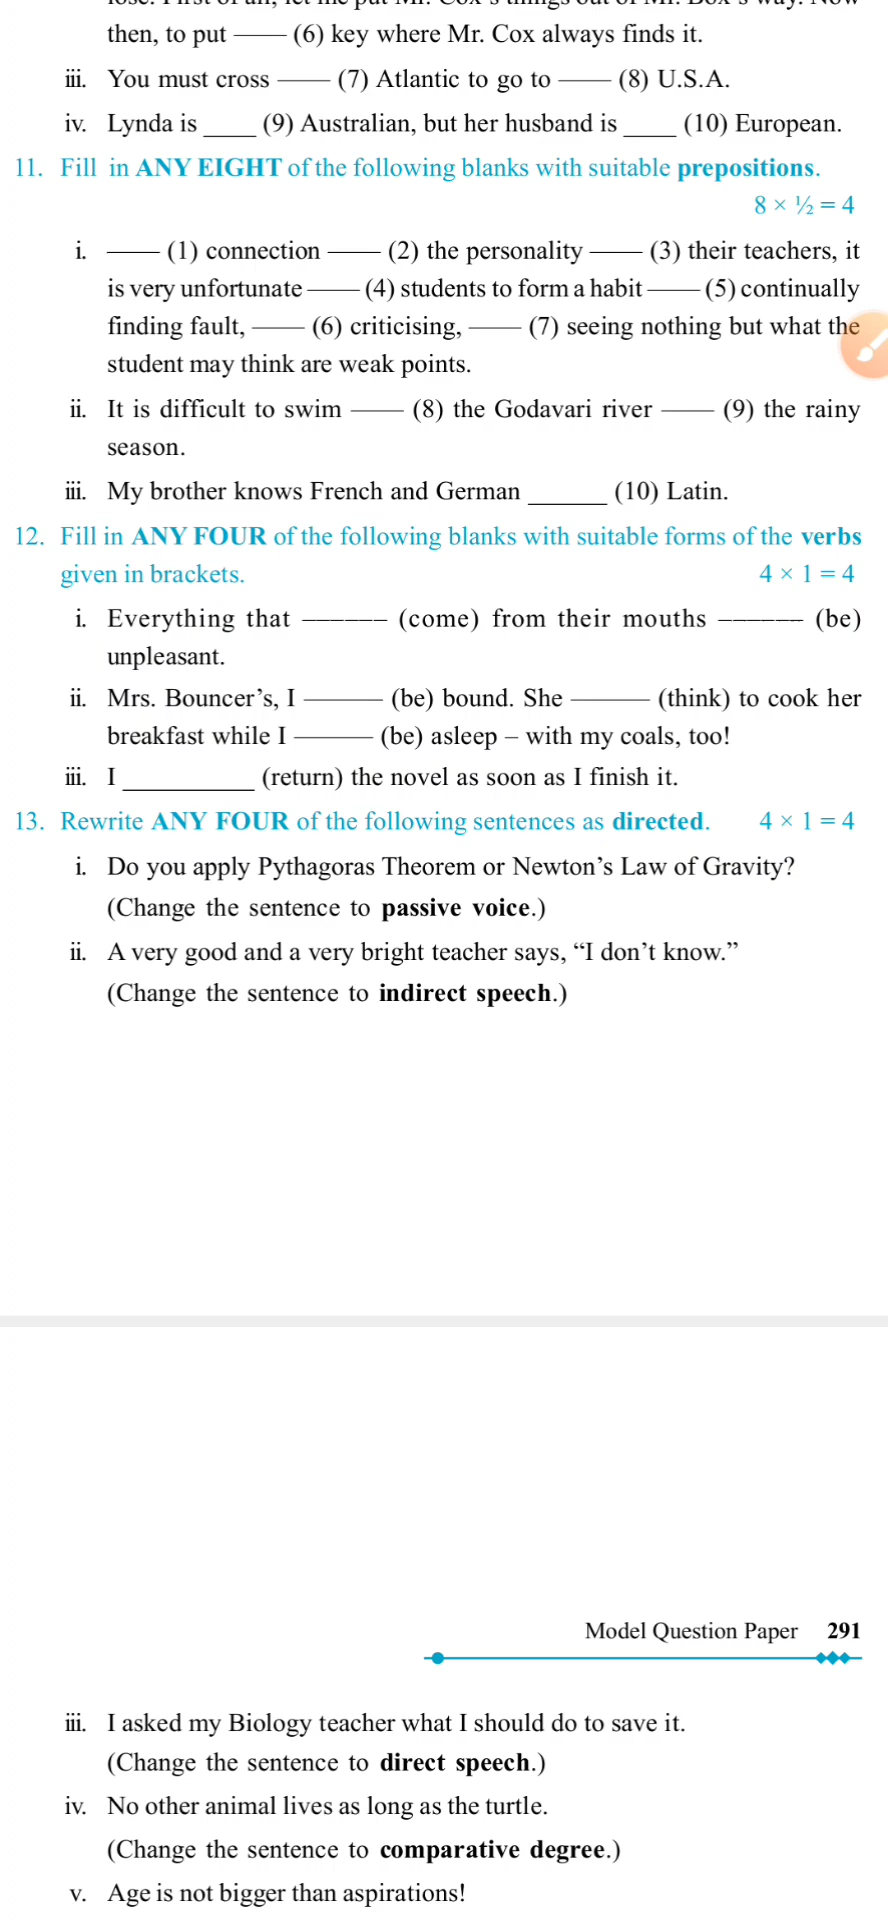 then, to put —— (6) key where Mr. Cox always finds it.
iii. You must cross —— (7) Atlantic to go to —— (8) U.S.A.
iv. Lynda is ____ (9) Australian, but her husband is ____ (10) European.
11. Fill in ANY EIGHT of the following blanks with suitable prepositions.
8 × ½ = 4
i. —— (1) connection —— (2) the personality —— (3) their teachers, it
is very unfortunate —— (4) students to form a habit —— (5) continually
finding fault, —— (6) criticising, —— (7) seeing nothing but what the
student may think are weak points.
ii. It is difficult to swim —— (8) the Godavari river —— (9) the rainy
season.
iii. My brother knows French and German ______ (10) Latin.
12. Fill in ANY FOUR of the following blanks with suitable forms of the verbs
given in brackets. 4 × 1 = 4
i. Everything that ——— (come) from their mouths ——— (be)
unpleasant.
ii. Mrs. Bouncer’s, I ——— (be) bound. She ——— (think) to cook her
breakfast while I ——— (be) asleep – with my coals, too!
iii. I __________ (return) the novel as soon as I finish it.
13. Rewrite ANY FOUR of the following sentences as directed. 4 × 1 = 4
i. Do you apply Pythagoras Theorem or Newton’s Law of Gravity?
(Change the sentence to passive voice.)
ii. A very good and a very bright teacher says, “I don’t know.”
(Change the sentence to indirect speech.)
Model Question Paper 291
iii. I asked my Biology teacher what I should do to save it.
(Change the sentence to direct speech.)
iv. No other animal lives as long as the turtle.
(Change the sentence to comparative degree.)
v. Age is not bigger than aspirations!